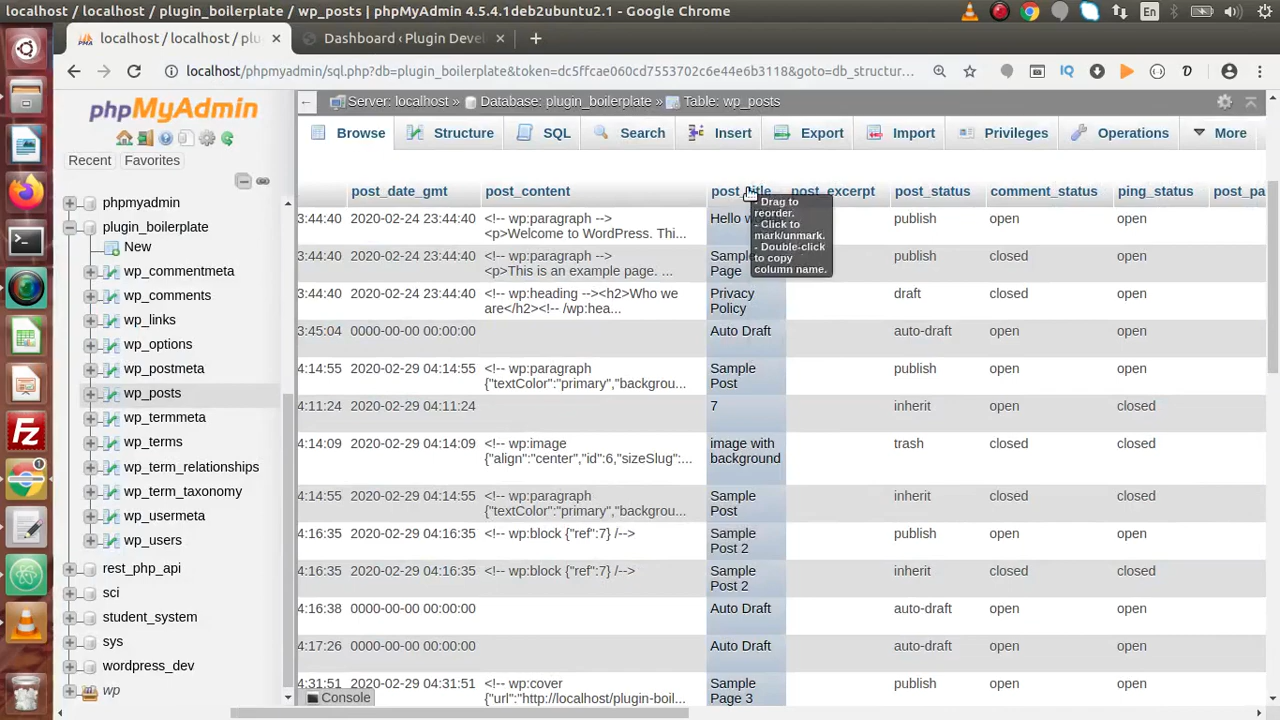 localhost / localhost / plugin_boilerplate / wp_posts | phpMyAdmin 4.5.4.1deb2ubuntu2.1 - Google Chrome
En
localhost / localhost / plu
Dashboard ‹ Plugin Devel
localhost/phpmyadmin/sql.php?db=plugin_boilerplate&token=dc5ffcae060cd7553702c6e44e6b3118&goto=db_structur...
IQ
phpMyAdmin
Recent
Favorites
phpmyadmin
plugin_boilerplate
New
wp_commentmeta
wp_comments
wp_links
wp_options
wp_postmeta
wp_posts
wp_termmeta
wp_terms
wp_term_relationships
wp_term_taxonomy
wp_usermeta
wp_users
rest_php_api
sci
student_system
sys
wordpress_dev
wp
Server: localhost » Database: plugin_boilerplate » Table: wp_posts
Browse Structure SQL Search Insert Export Import Privileges Operations More
post_date_gmt post_content post_title post_excerpt post_status comment_status ping_status post_pa
3:44:40 2020-02-24 23:44:40 <!-- wp:paragraph --> Hello publish open open
<p>Welcome to WordPress. Thi...
3:44:40 2020-02-24 23:44:40 <!-- wp:paragraph --> publish closed open
<p>This is an example page. ... Page
3:44:40 2020-02-24 23:44:40 <!-- wp:heading --><h2>Who we Privacy draft closed open
are</h2><!-- /wp:hea... Policy
3:45:04 0000-00-00 00:00:00 Auto Draft auto-draft open open
4:14:55 2020-02-29 04:14:55 <!-- wp:paragraph Sample publish open open
{"textColor":"primary","backgrou... Post
4:11:24 2020-02-29 04:11:24 7 inherit open closed
4:14:09 2020-02-29 04:14:09 <!-- wp:image image with trash closed closed
{"align":"center","id":6,"sizeSlug":... background
4:14:55 2020-02-29 04:14:55 <!-- wp:paragraph Sample inherit closed closed
{"textColor":"primary","backgrou... Post
4:16:35 2020-02-29 04:16:35 <!-- wp:block {"ref":7} /--> Sample publish open open
Post 2
4:16:35 2020-02-29 04:16:35 <!-- wp:block {"ref":7} /--> Sample inherit closed closed
Post 2
4:16:38 0000-00-00 00:00:00 Auto Draft auto-draft open open
4:17:26 0000-00-00 00:00:00 Auto Draft auto-draft open open
4:31:51 2020-02-29 04:31:51 <!-- wp:cover Sample publish open open
{"url":"http://localhost/plugin-boil... Page 3
- Drag to
reorder.
- Click to
mark/unmark.
- Double-click
to copy
column name.
Console